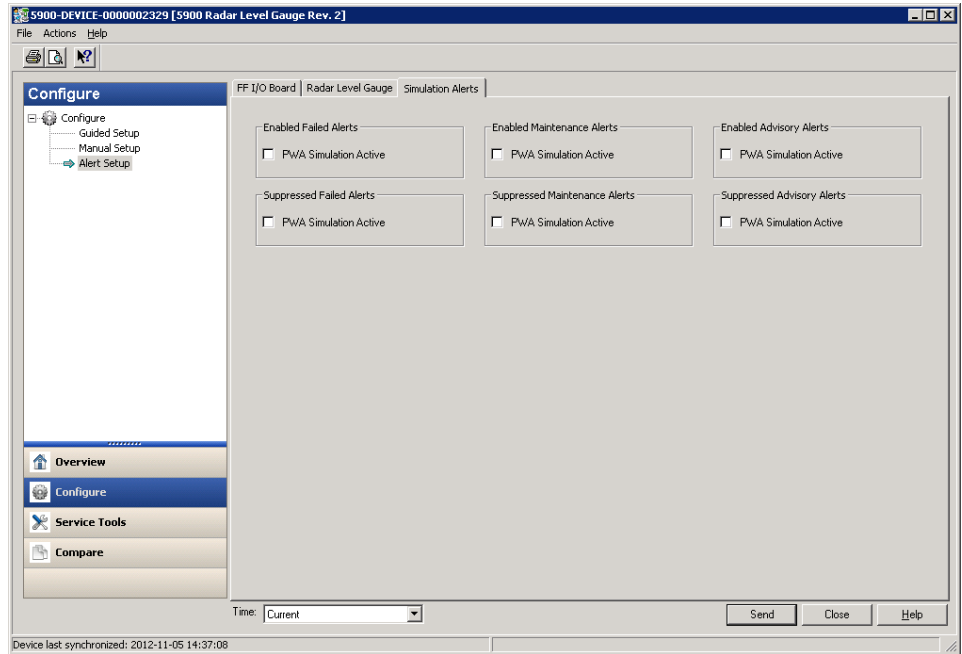 5900-DEVICE-0000002329 [5900 Radar Level Gauge Rev. 2]
File Actions Help
Configure
Configure
Guided Setup
Manual Setup
Alert Setup
Overview
Configure
Service Tools
Compare
FF I/O Board Radar Level Gauge Simulation Alerts
Enabled Failed Alerts Enabled Maintenance Alerts Enabled Advisory Alerts
PWA Simulation Active PWA Simulation Active PWA Simulation Active
Suppressed Failed Alerts Suppressed Maintenance Alerts Suppressed Advisory Alerts
PWA Simulation Active PWA Simulation Active PWA Simulation Active
Time: Current Send Close Help
Device last synchronized: 2012-11-05 14:37:08